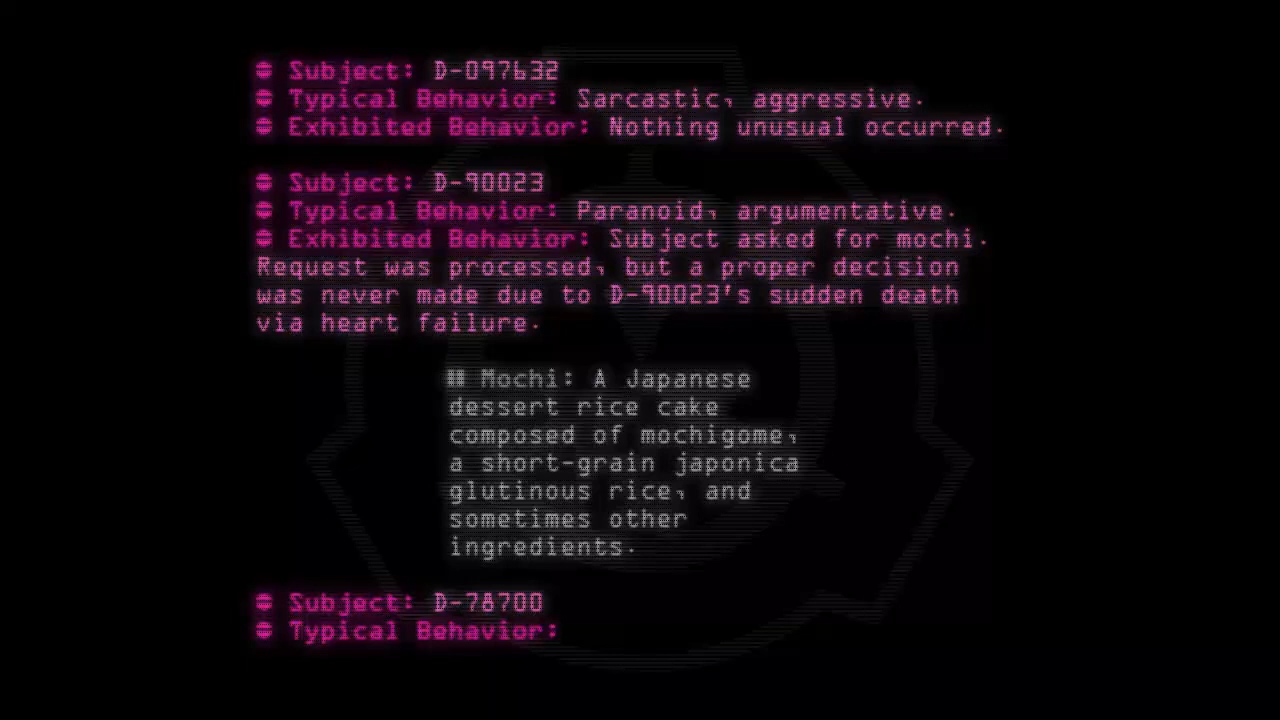 Subject: D-097632
Typical Behavior: Sarcastic, aggressive.
Exhibited Behavior: Nothing unusual occurred.
Subject: D-90023
Typical Behavior: Paranoid, argumentative.
Exhibited Behavior: Subject asked for mochi.
Request was processed, but a proper decision
was never made due to D-90023's sudden death
via heart failure.
Mochi: A Japanese
dessert rice cake
composed of mochigome,
a short-grain japonica
glutinous rice, and
sometimes other
ingredients.
Subject: D-78700
Typical Behavior: